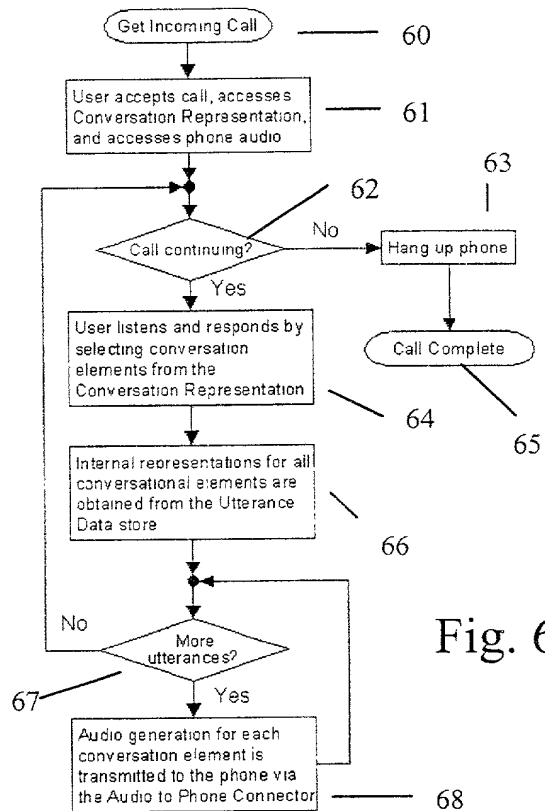 Get Incoming Call
60
User accepts call, accesses
Conversation Representation,
and accesses phone audio
61
62
63
Call continuing?
No
Hang up phone
Yes
Call Complete
65
User listens and responds by
selecting conversation
elements from the
Conversation Representation
64
Internal representations for all
conversational elements are
obtained from the Utterance
Data store
66
No
More
utterances?
Fig. 6
67
Yes
Audio generation for each
conversation element is
transmitted to the phone via
the Audio to Phone Connector
68